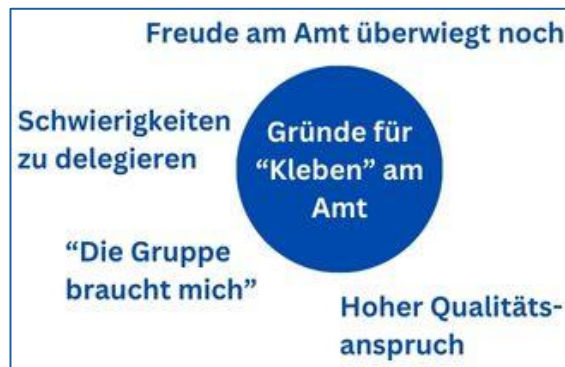 Freude am Amt überwiegt noch
Schwierigkeiten
zu delegieren
Gründe für
“Kleben” am
Amt
“Die Gruppe
braucht mich”
Hoher Qualitäts-
anspruch